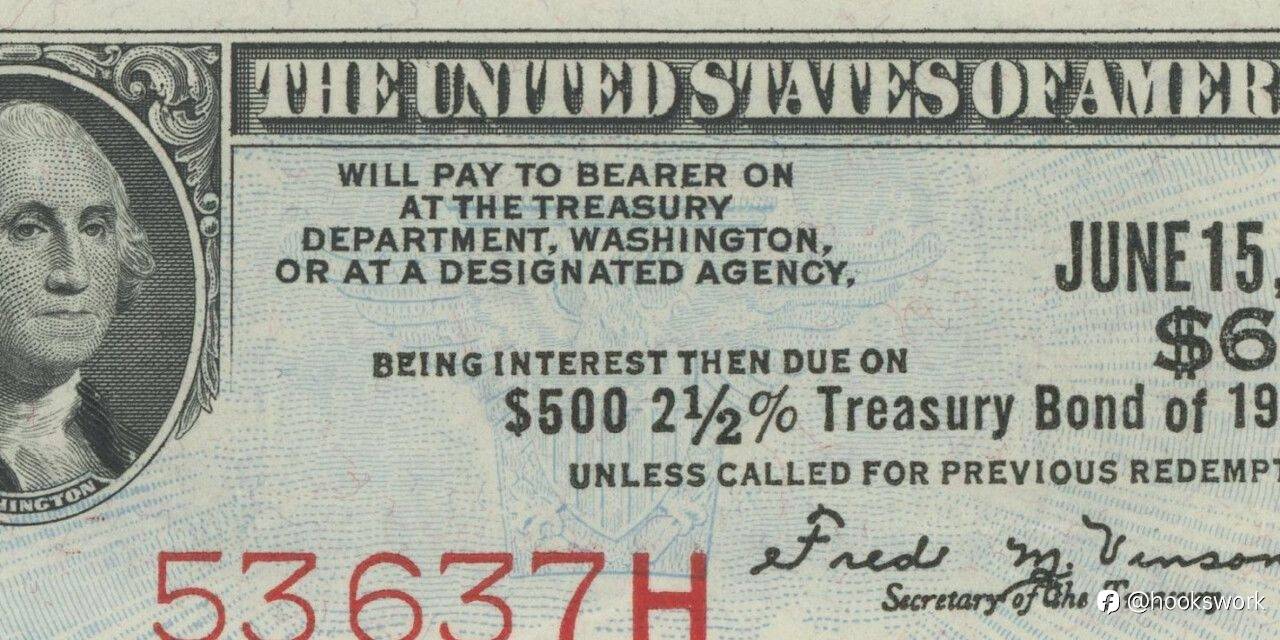 THE UNITED STATES OF AMER
WILL PAY TO BEARER ON
AT THE TREASURY
DEPARTMENT, WASHINGTON,
OR AT A DESIGNATED AGENCY,
JUNE 15,
$6
BEING INTEREST THEN DUE ON
$500 2½% Treasury Bond of 19
UNLESS CALLED FOR PREVIOUS REDEMPT
HINGTON
Fred M. Vinson
Secretary of the Treasury
53637H
@hookswork